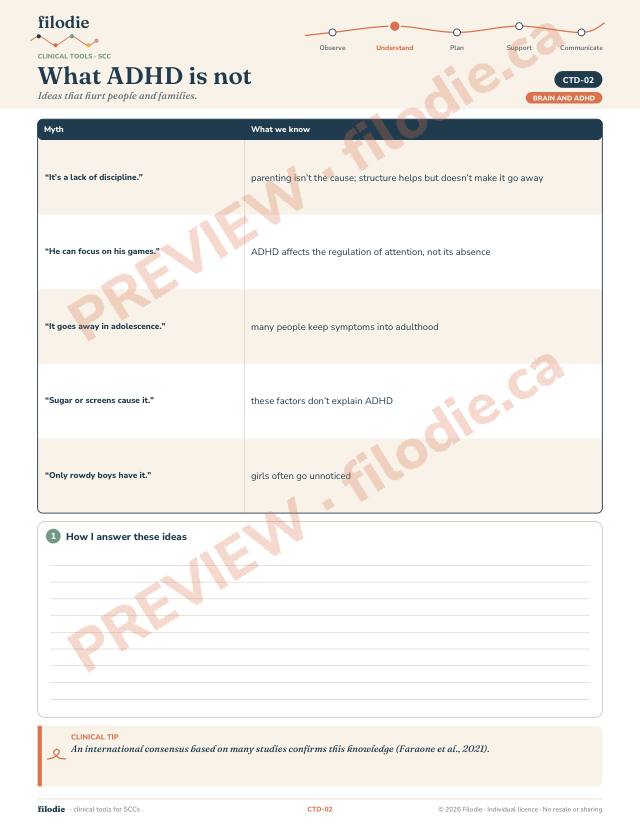 filodie
CLINICAL TOOLS · SCC
Observe Understand Plan Support Communicate
What ADHD is not
Ideas that hurt people and families.
CTD-02
BRAIN AND ADHD
Myth What we know
“It’s a lack of discipline.” parenting isn’t the cause; structure helps but doesn’t make it go away
“He can focus on his games.” ADHD affects the regulation of attention, not its absence
“It goes away in adolescence.” many people keep symptoms into adulthood
“Sugar or screens cause it.” these factors don’t explain ADHD
“Only rowdy boys have it.” girls often go unnoticed
1 How I answer these ideas
CLINICAL TIP
An international consensus based on many studies confirms this knowledge (Faraone et al., 2021).
filodie · clinical tools for SCCs CTD-02 © 2026 Filodie · Individual licence · No resale or sharing
PREVIEW · filodie.ca
PREVIEW · filodie.ca